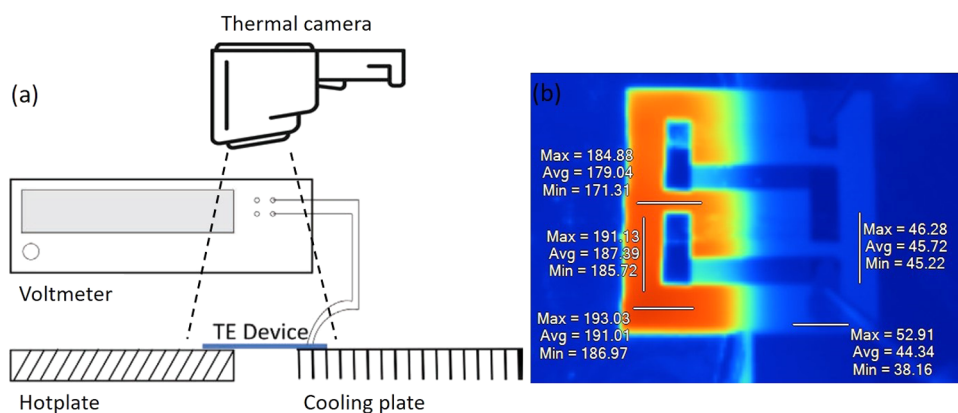 Thermal camera
(a)
Voltmeter
TE Device
Hotplate
Cooling plate
(b)
Max = 184.88
Avg = 179.04
Min = 171.31
Max = 191.13
Avg = 187.39
Min = 185.72
Max = 193.03
Avg = 191.01
Min = 186.97
Max = 46.28
Avg = 45.72
Min = 45.22
Max = 52.91
Avg = 44.34
Min = 38.16